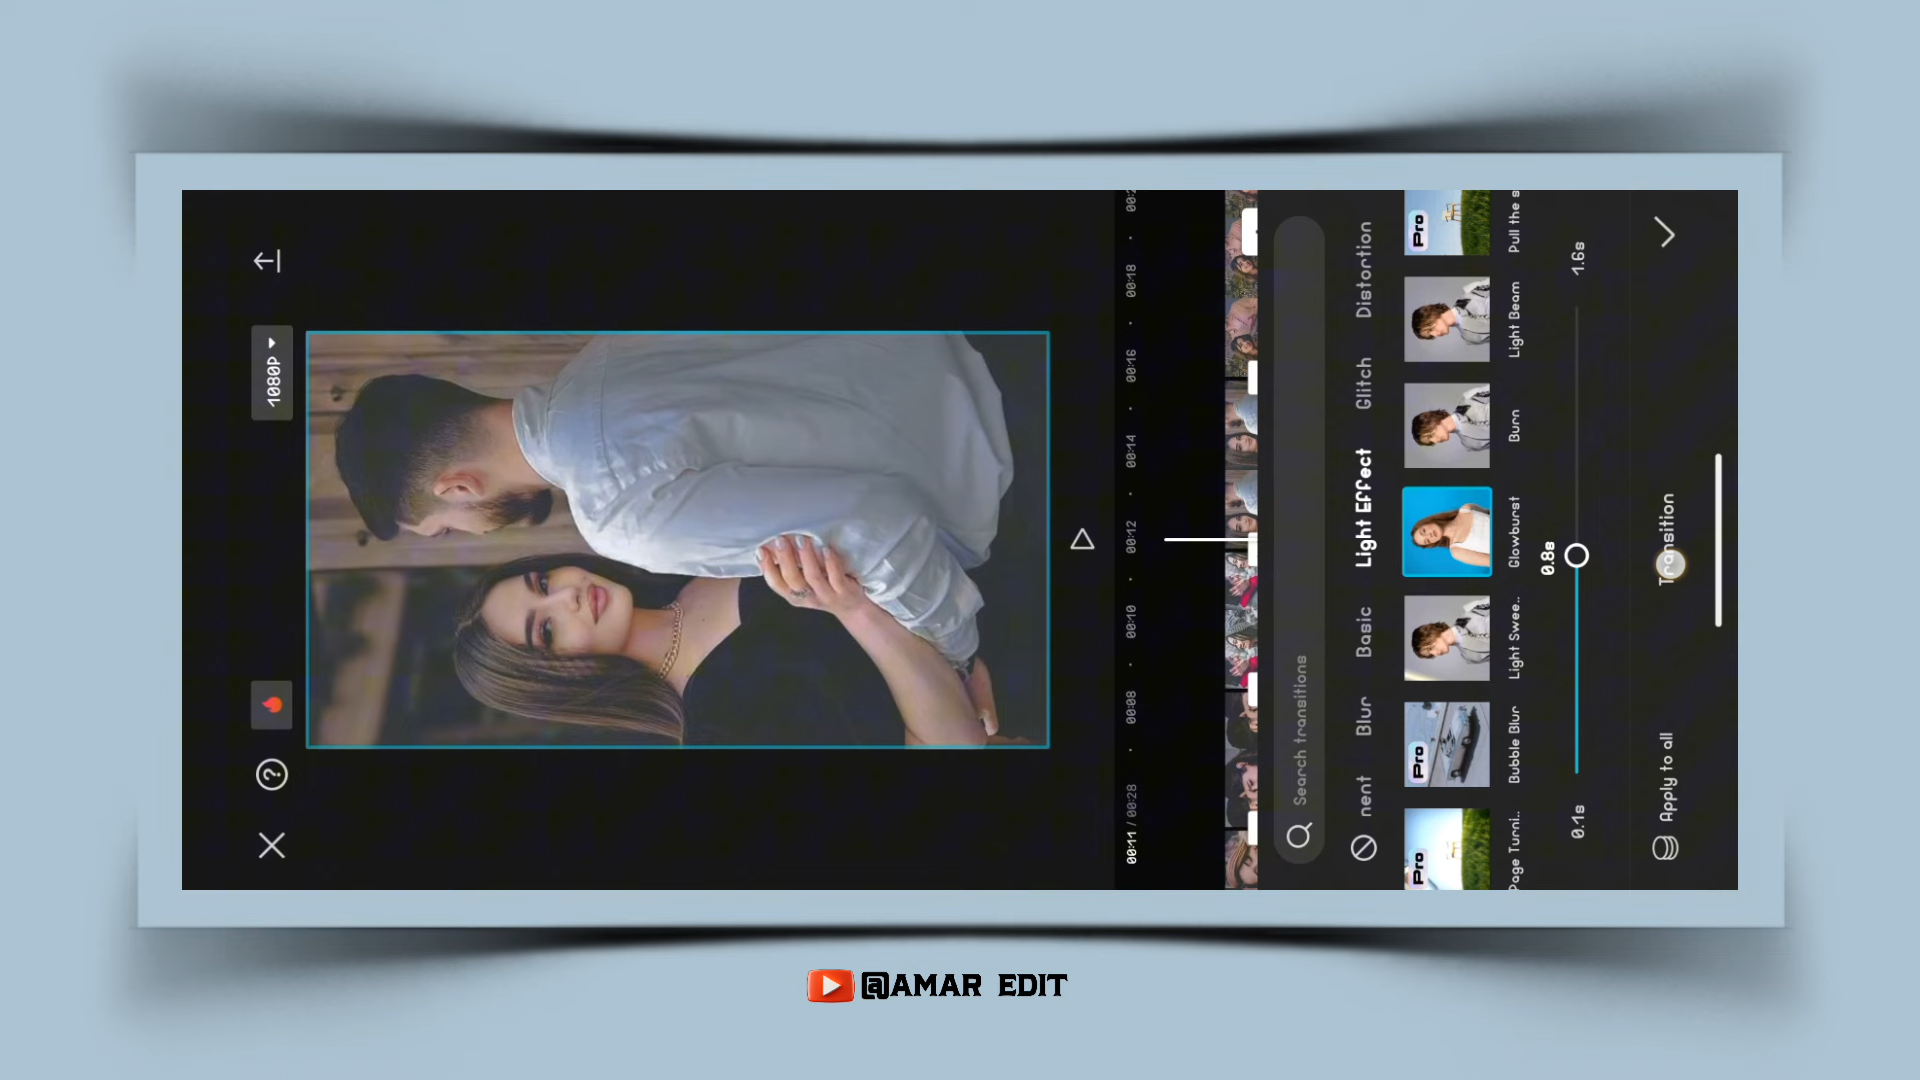 1080P
00:11 / 00:28
00:08
00:10
00:12
00:14
00:16
00:18
Search transitions
nent
Blur
Basic
Light Effect
Glitch
Distortion
Pro
Pro
Pro
Page Turni..
Bubble Blur
Light Swee..
Glowburst
Burn
Light Beam
Pull the s
0.8s
0.1s
1.6s
Apply to all
Transition
@AMAR EDIT